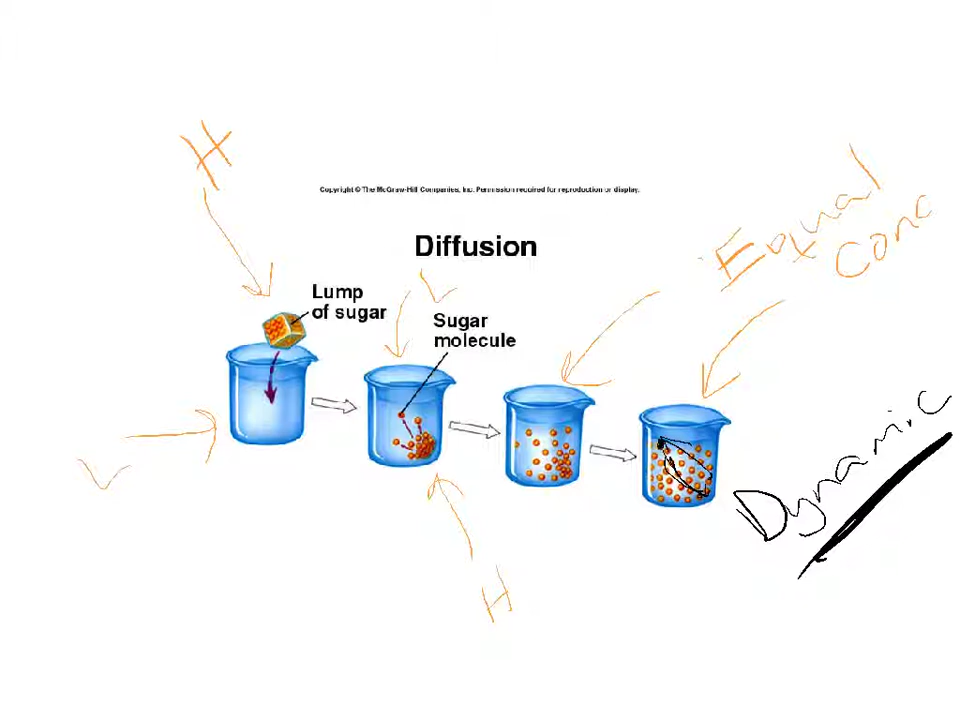 H
Copyright © The McGraw-Hill Companies, Inc. Permission required for reproduction or display.
Equal
Conc
Diffusion
Lump
of sugar
L
Sugar
molecule
L
H
Dynamic